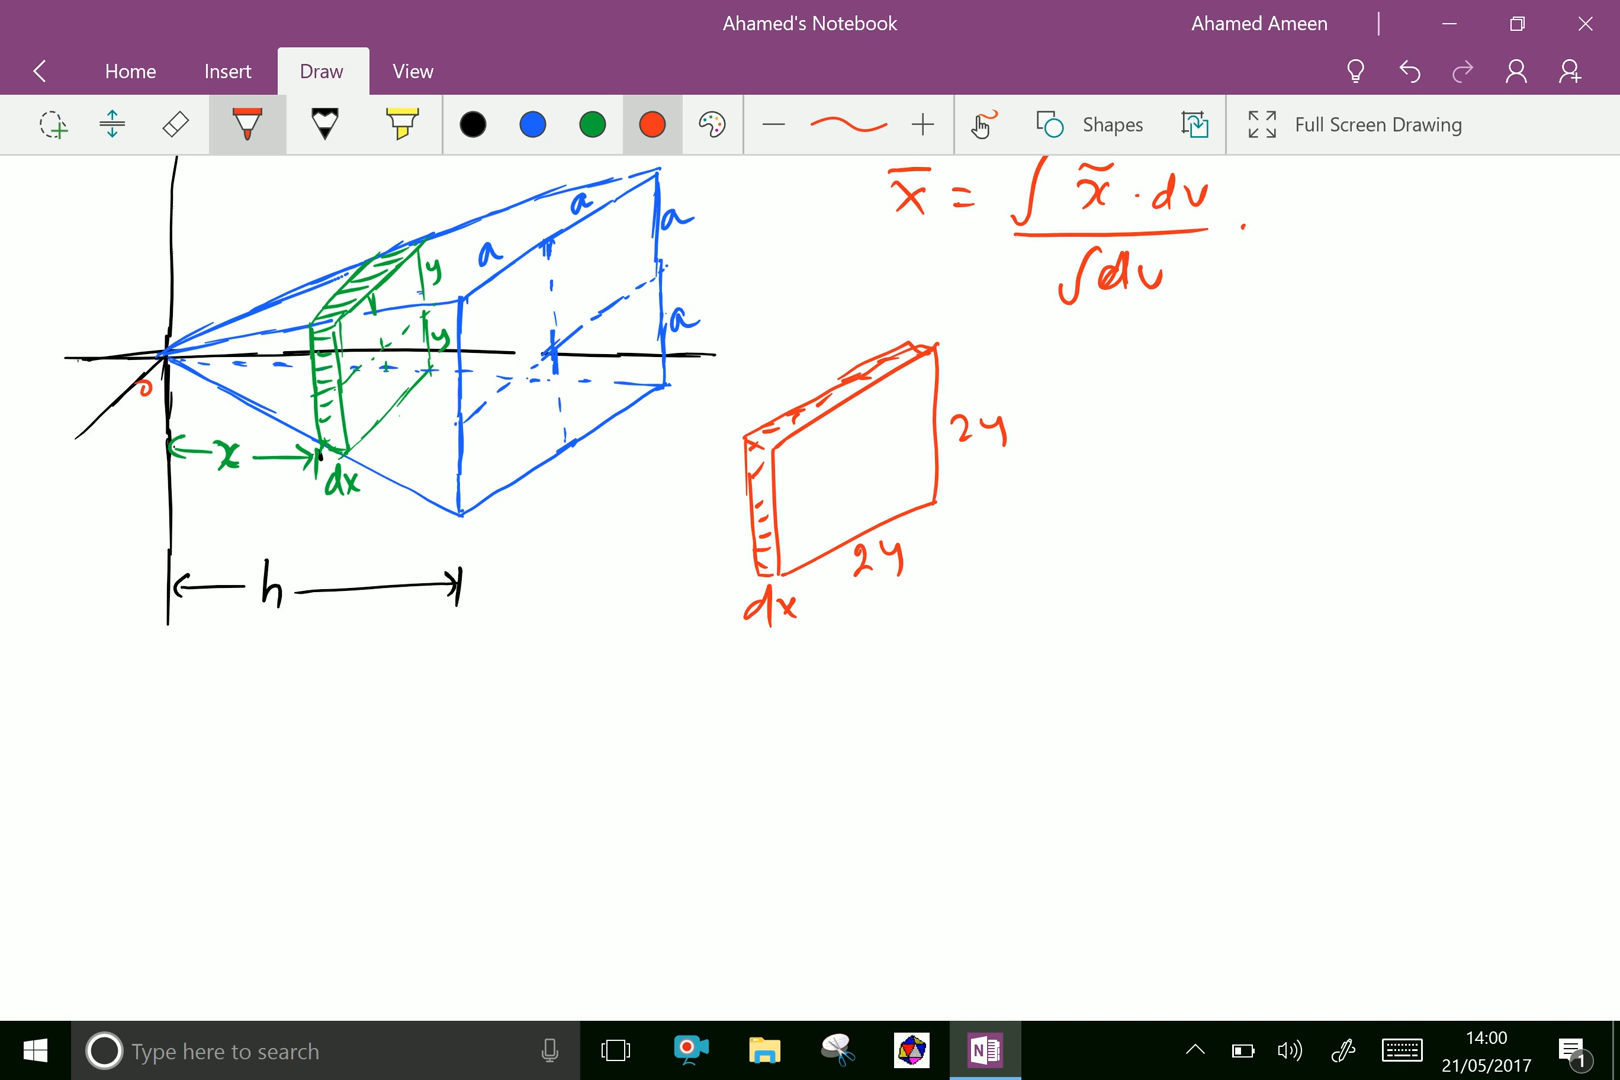 Ahamed's Notebook
Ahamed Ameen
Home
Insert
Draw
View
Shapes
Full Screen Drawing
x̄ = ∫ x̃ · dv
∫ dv
.
a
a
a
a
y
y
y
o
x
dx
h
2y
2y
dx
Type here to search
14:00
21/05/2017
1